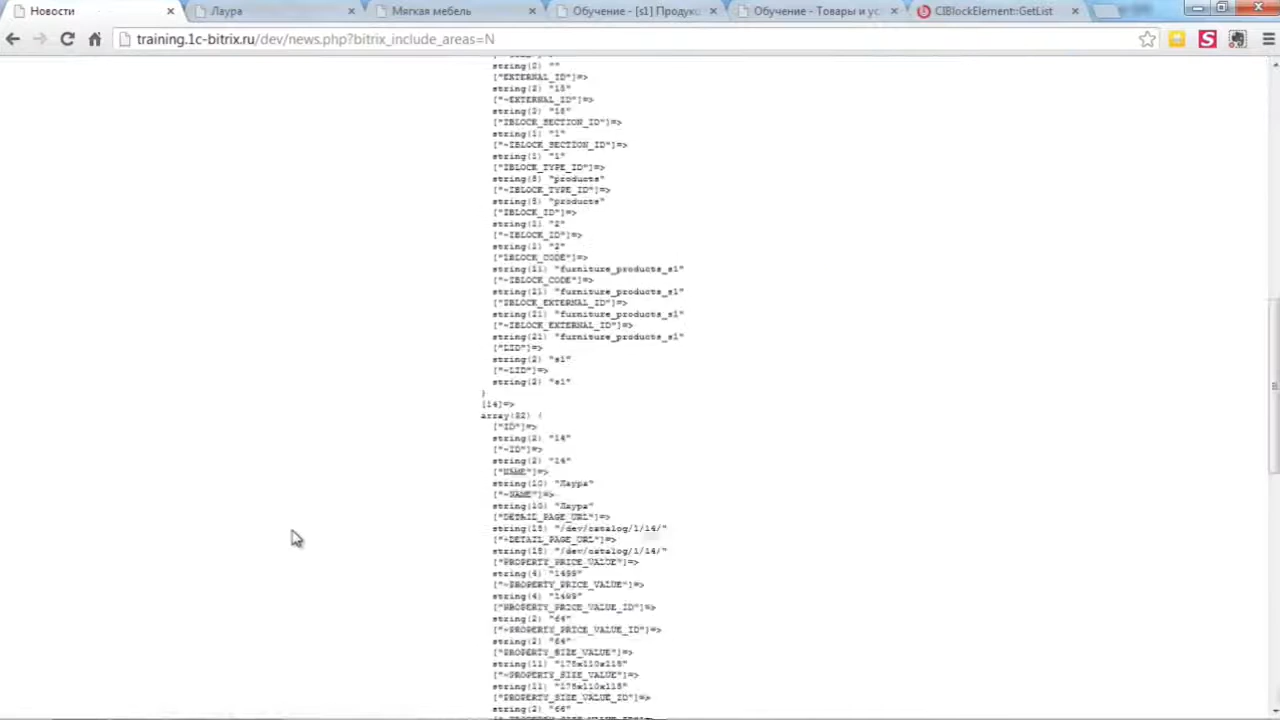 Новости
Лаура
Мягкая мебель
Обучение - [s1] Продукц
Обучение - Товары и ус
CIBlockElement::GetList
training.1c-bitrix.ru/dev/news.php?bitrix_include_areas=N
string(0) ""
["EXTERNAL_ID"]=>
string(2) "15"
["~EXTERNAL_ID"]=>
string(2) "15"
["IBLOCK_SECTION_ID"]=>
string(1) "1"
["~IBLOCK_SECTION_ID"]=>
string(1) "1"
["IBLOCK_TYPE_ID"]=>
string(8) "products"
["~IBLOCK_TYPE_ID"]=>
string(8) "products"
["IBLOCK_ID"]=>
string(1) "2"
["~IBLOCK_ID"]=>
string(1) "2"
["IBLOCK_CODE"]=>
string(21) "furniture_products_s1"
["~IBLOCK_CODE"]=>
string(21) "furniture_products_s1"
["IBLOCK_EXTERNAL_ID"]=>
string(21) "furniture_products_s1"
["~IBLOCK_EXTERNAL_ID"]=>
string(21) "furniture_products_s1"
["LID"]=>
string(2) "s1"
["~LID"]=>
string(2) "s1"
}
[14]=>
array(32) {
["ID"]=>
string(2) "14"
["~ID"]=>
string(2) "14"
["NAME"]=>
string(10) "Лаура"
["~NAME"]=>
string(10) "Лаура"
["DETAIL_PAGE_URL"]=>
string(18) "/dev/catalog/1/14/"
["~DETAIL_PAGE_URL"]=>
string(18) "/dev/catalog/1/14/"
["PROPERTY_PRICE_VALUE"]=>
string(4) "1499"
["~PROPERTY_PRICE_VALUE"]=>
string(4) "1499"
["PROPERTY_PRICE_VALUE_ID"]=>
string(2) "64"
["~PROPERTY_PRICE_VALUE_ID"]=>
string(2) "64"
["PROPERTY_SIZE_VALUE"]=>
string(11) "175x110x115"
["~PROPERTY_SIZE_VALUE"]=>
string(11) "175x110x115"
["PROPERTY_SIZE_VALUE_ID"]=>
string(2) "66"